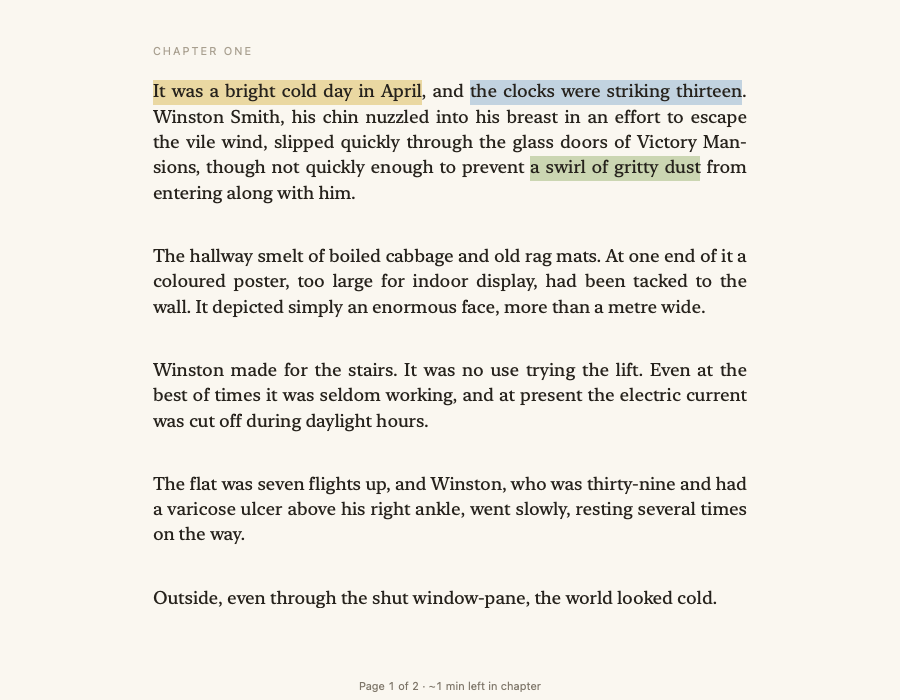 CHAPTER ONE
It was a bright cold day in April, and the clocks were striking thirteen.
Winston Smith, his chin nuzzled into his breast in an effort to escape
the vile wind, slipped quickly through the glass doors of Victory Man-
sions, though not quickly enough to prevent a swirl of gritty dust from
entering along with him.
The hallway smelt of boiled cabbage and old rag mats. At one end of it a
coloured poster, too large for indoor display, had been tacked to the
wall. It depicted simply an enormous face, more than a metre wide.
Winston made for the stairs. It was no use trying the lift. Even at the
best of times it was seldom working, and at present the electric current
was cut off during daylight hours.
The flat was seven flights up, and Winston, who was thirty-nine and had
a varicose ulcer above his right ankle, went slowly, resting several times
on the way.
Outside, even through the shut window-pane, the world looked cold.
Page 1 of 2 · ~1 min left in chapter